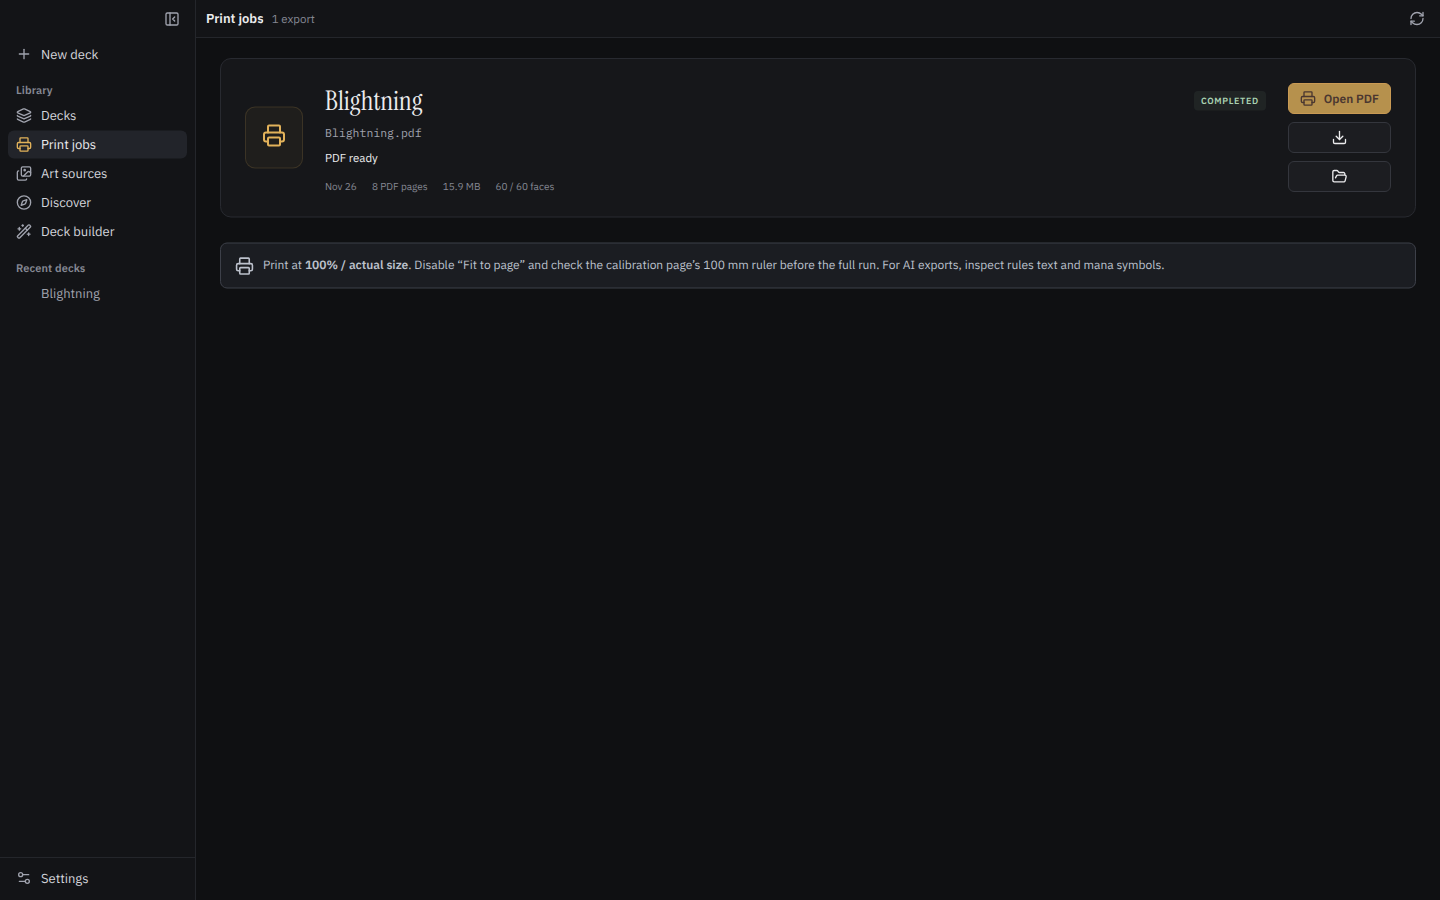 Print jobs 1 export
New deck
Library
Decks
Print jobs
Art sources
Discover
Deck builder
Recent decks
Blightning
Settings
Blightning
Blightning.pdf
PDF ready
Nov 26 8 PDF pages 15.9 MB 60 / 60 faces
COMPLETED
Open PDF
Print at 100% / actual size. Disable “Fit to page” and check the calibration page’s 100 mm ruler before the full run. For AI exports, inspect rules text and mana symbols.